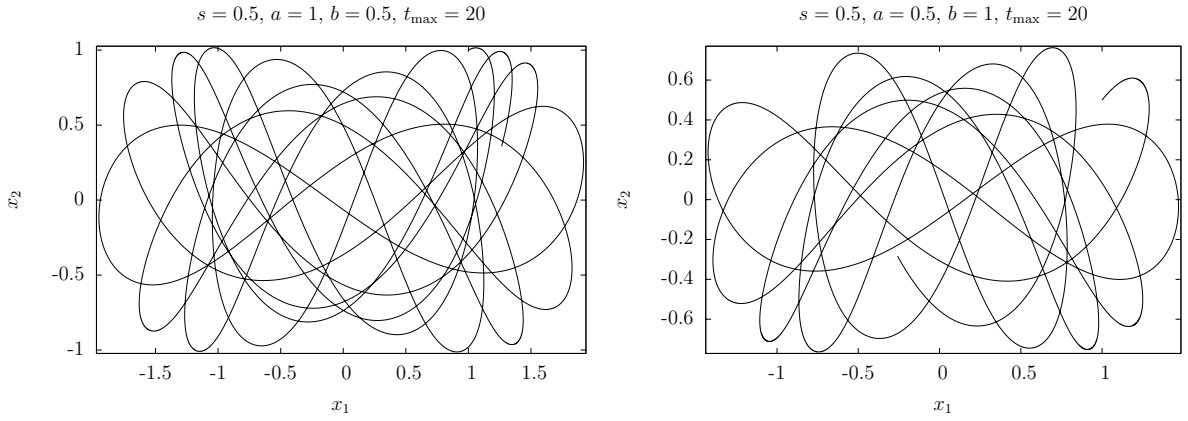 s = 0.5, a = 1, b = 0.5, t_max = 20
1
0.5
0
-0.5
-1
x_2
-1.5 -1 -0.5 0 0.5 1 1.5
x_1
s = 0.5, a = 0.5, b = 1, t_max = 20
0.6
0.4
0.2
0
-0.2
-0.4
-0.6
x_2
-1 -0.5 0 0.5 1
x_1